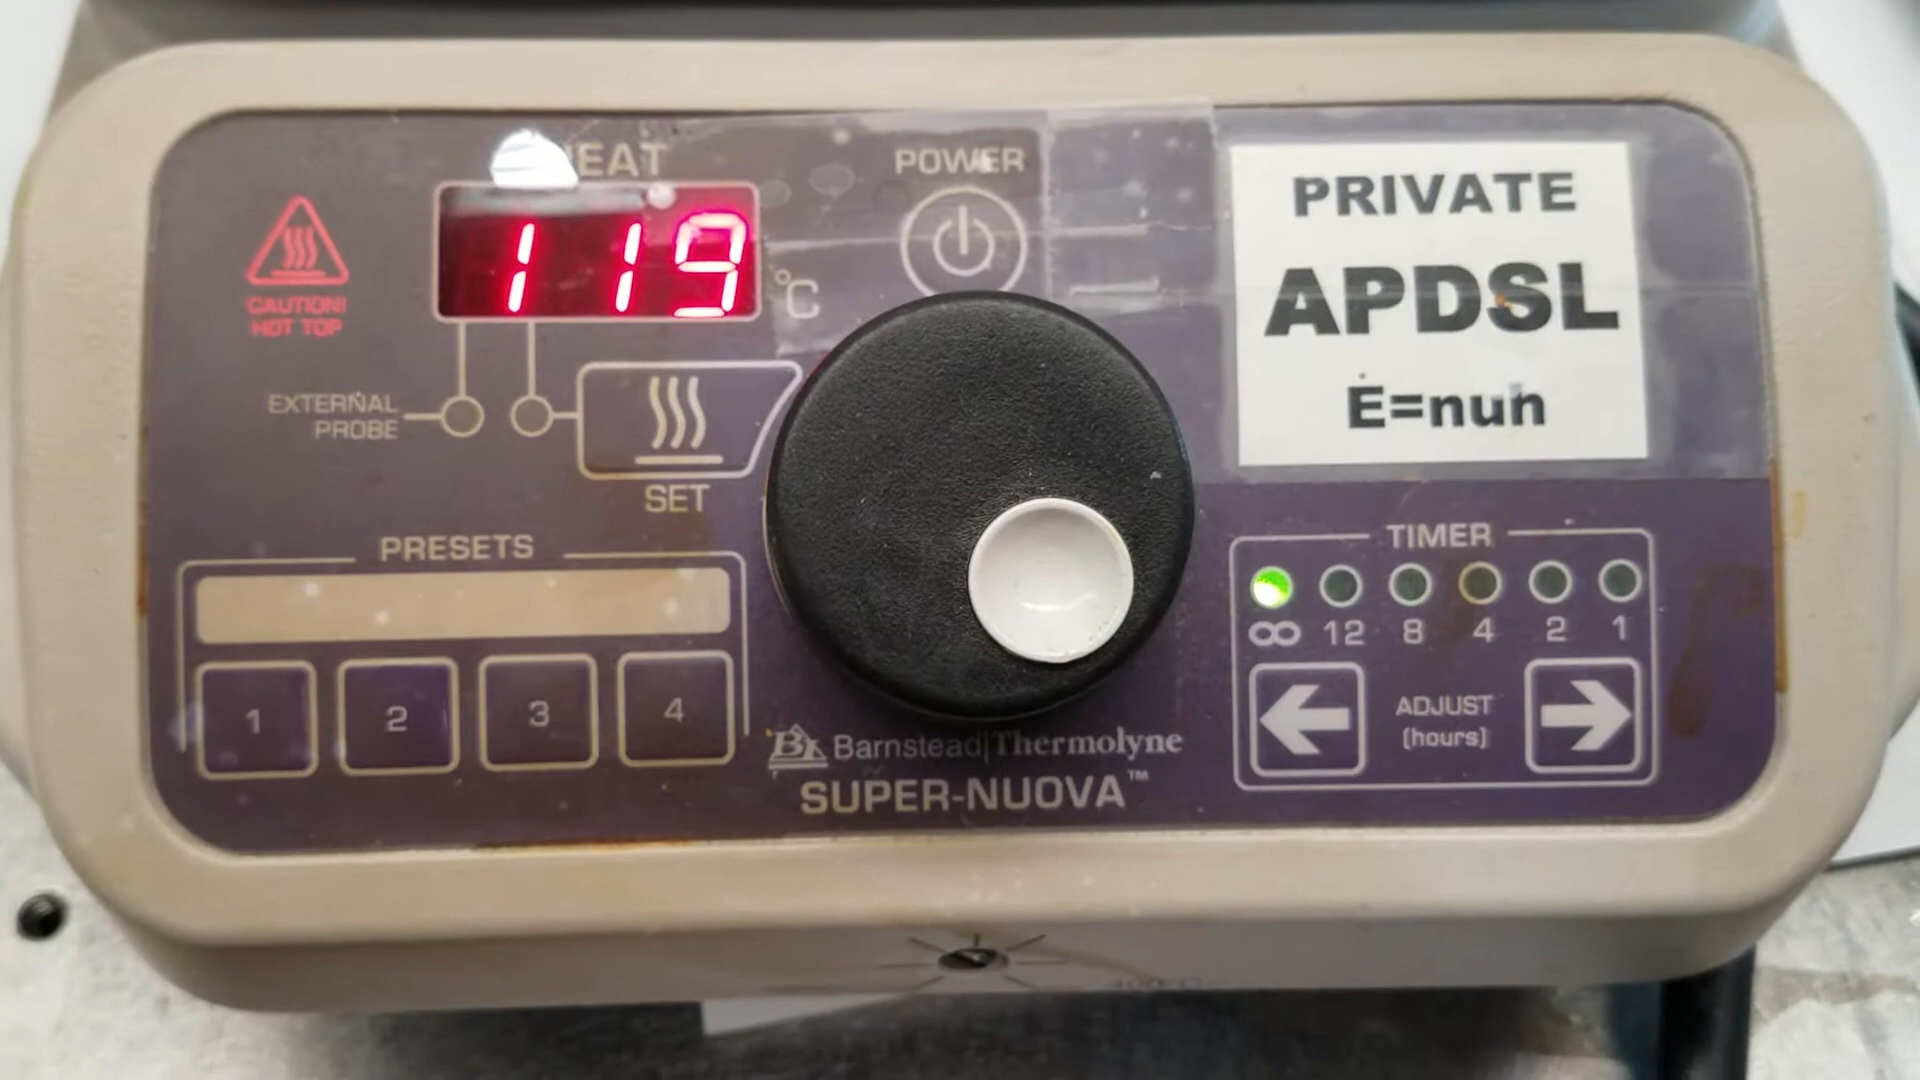 HEAT
119
°C
CAUTION!
HOT TOP
EXTERNAL
PROBE
SET
POWER
PRIVATE
APDSL
E=nuh
PRESETS
1 2 3 4
TIMER
∞ 12 8 4 2 1
ADJUST
(hours)
Barnstead|Thermolyne
SUPER-NUOVA™